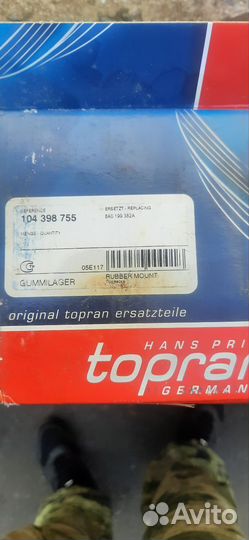 REFERENCE
ERSETZT - REPLACING
104 398 755
8A0 199 382A
MENGE - QUANTITY
05E117
GUMMILAGER
RUBBER MOUNT
original topran ersatzteile
HANS PRI
topran
GERMAN
Avito